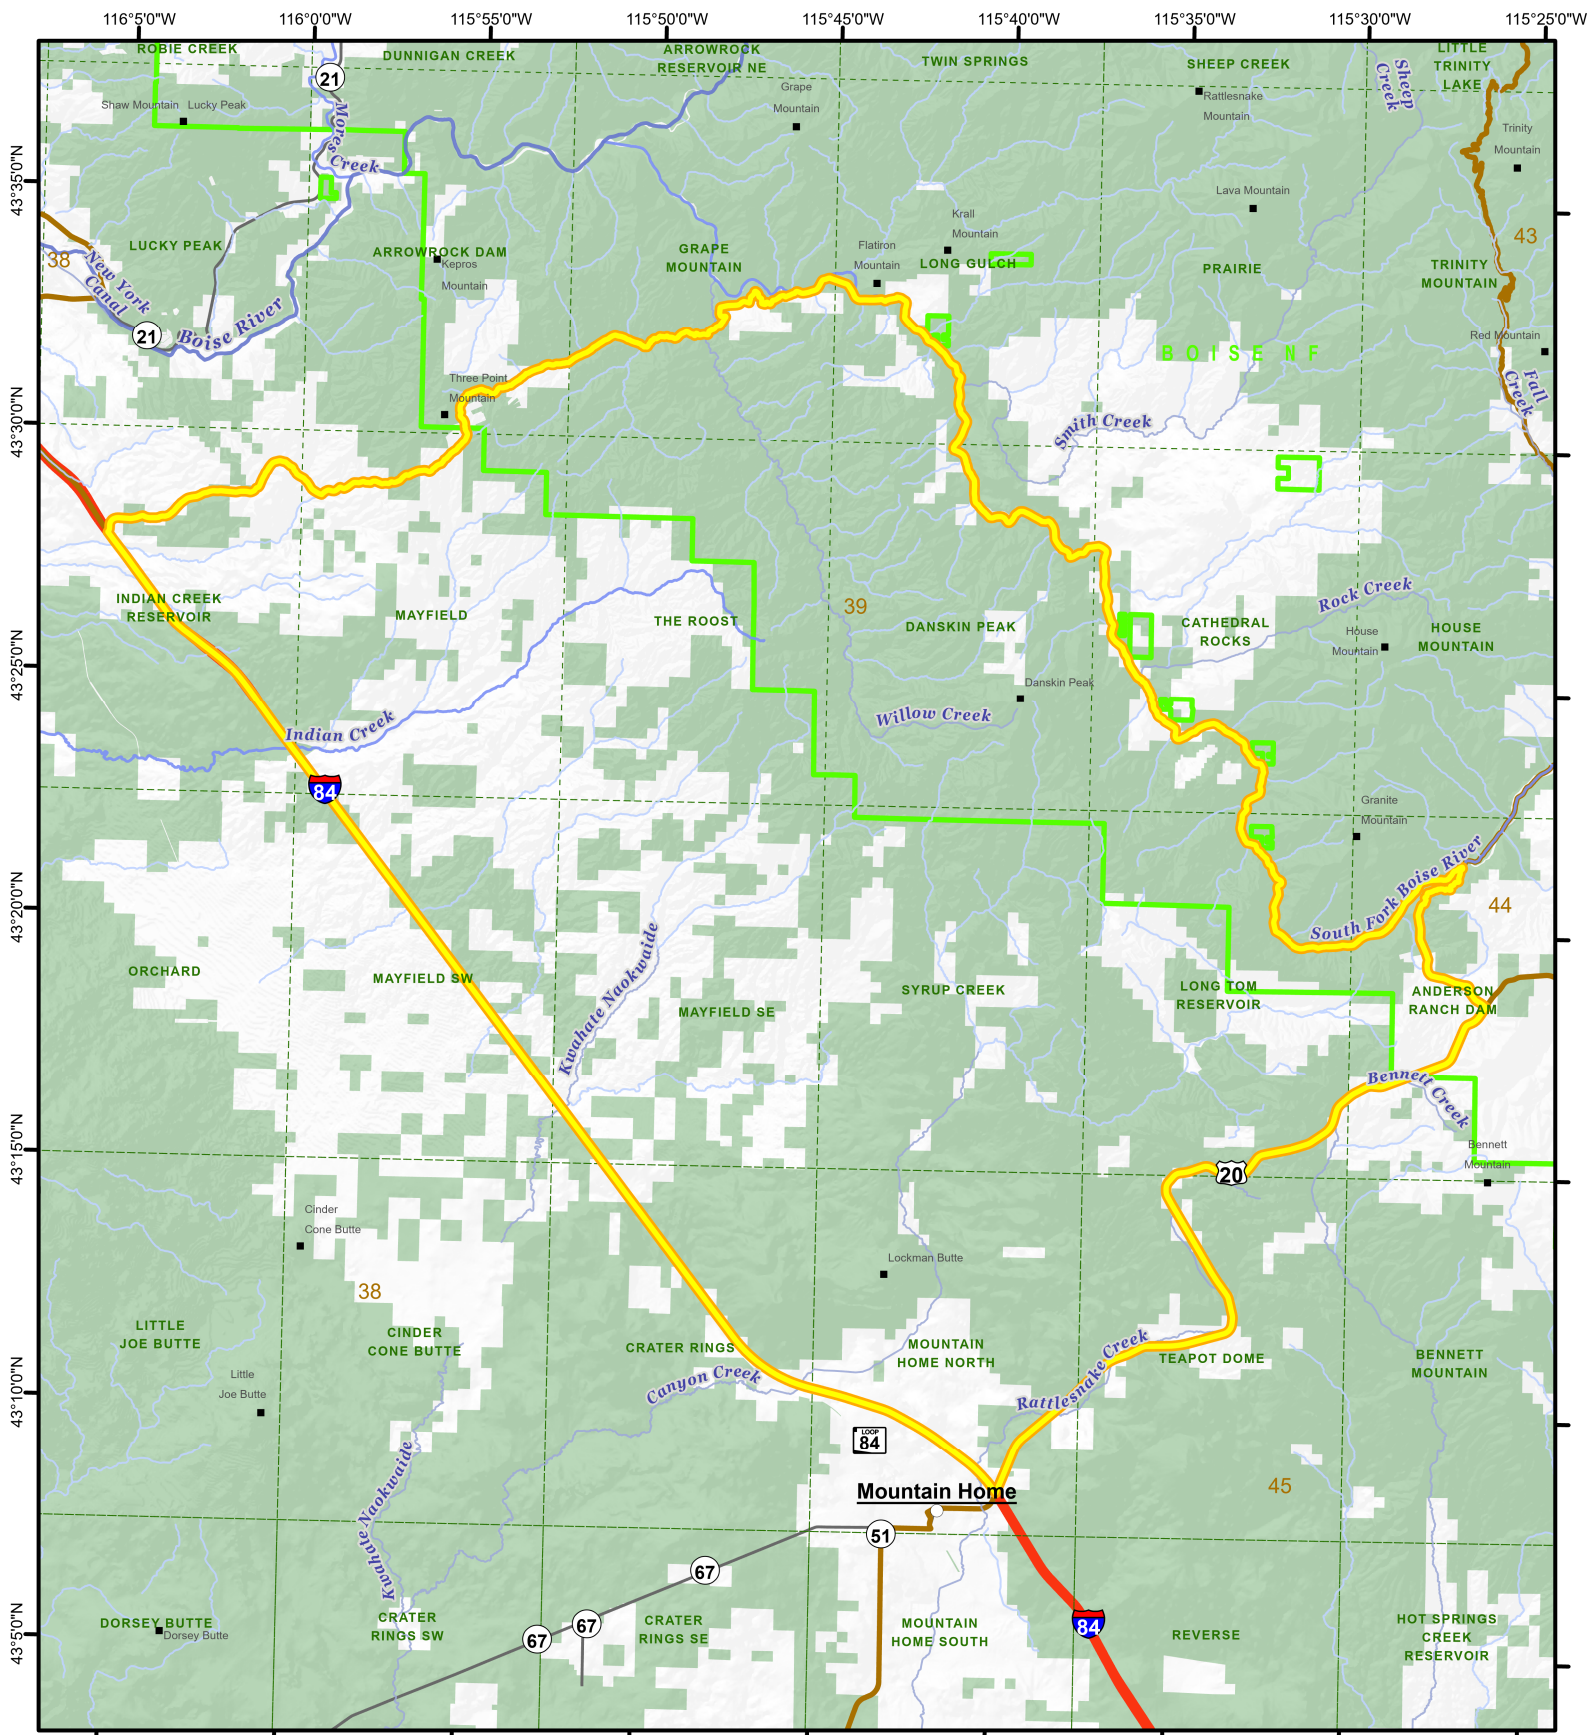 116°5'0"W
116°0'0"W
115°55'0"W
115°50'0"W
115°45'0"W
115°40'0"W
115°35'0"W
115°30'0"W
115°25'0"W
ROBIE CREEK
DUNNIGAN CREEK
ARROWROCK
RESERVOIR NE
TWIN SPRINGS
SHEEP CREEK
LITTLE
TRINITY
LAKE
Sheep
Creek
21
Grape
Mountain
Rattlesnake
Mountain
Shaw Mountain
Lucky Peak
Mores
Creek
Trinity
Mountain
43°35'0"N
Lava Mountain
Krall
Mountain
Flatiron
Mountain
LUCKY PEAK
ARROWROCK DAM
Kepros
Mountain
GRAPE
MOUNTAIN
LONG GULCH
PRAIRIE
43
TRINITY
MOUNTAIN
38
New York
Canal
21
Boise River
Red Mountain
BOISE NF
Fall
Creek
Three Point
Mountain
Smith Creek
43°30'0"N
INDIAN CREEK
RESERVOIR
MAYFIELD
THE ROOST
39
DANSKIN PEAK
CATHEDRAL
ROCKS
Rock Creek
House
Mountain
HOUSE
MOUNTAIN
43°25'0"N
Danskin Peak
Willow Creek
Indian Creek
84
Granite
Mountain
South Fork Boise River
43°20'0"N
44
ORCHARD
MAYFIELD SW
Kwahate Naokwaide
MAYFIELD SE
SYRUP CREEK
LONG TOM
RESERVOIR
ANDERSON
RANCH DAM
Bennett Creek
43°15'0"N
20
Bennett
Mountain
Cinder
Cone Butte
Lockman Butte
38
LITTLE
JOE BUTTE
CINDER
CONE BUTTE
CRATER RINGS
MOUNTAIN
HOME NORTH
Rattlesnake Creek
TEAPOT DOME
BENNETT
MOUNTAIN
43°10'0"N
Little
Joe Butte
Canyon Creek
LOOP
84
Kwahate Naokwaide
Mountain Home
45
51
67
67
67
84
43°5'0"N
DORSEY BUTTE
Dorsey Butte
CRATER
RINGS SW
CRATER
RINGS SE
MOUNTAIN
HOME SOUTH
REVERSE
HOT SPRINGS
CREEK
RESERVOIR